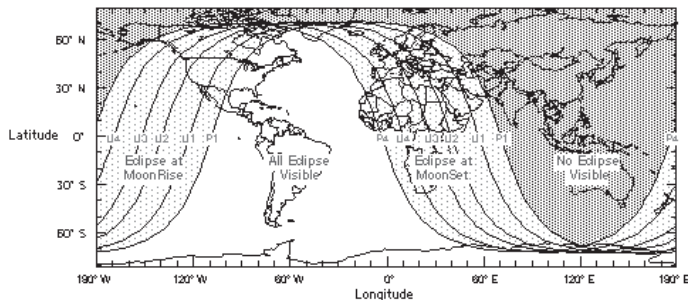 60° N
30° N
Latitude 0° U4 U3 U2 U1 P1 P4 U4 U3 U2 U1 P1 P4
Eclipse at MoonRise
All Eclipse Visible
Eclipse at MoonSet
No Eclipse Visible
30° S
60° S
180° W 120° W 60° W 0° 60° E 120° E 180° E
Longitude